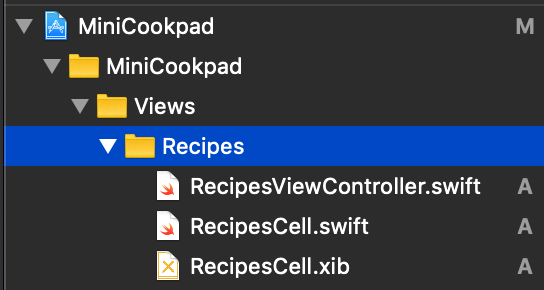 MiniCookpad M
MiniCookpad
Views
Recipes
RecipesViewController.swift A
RecipesCell.swift A
RecipesCell.xib A